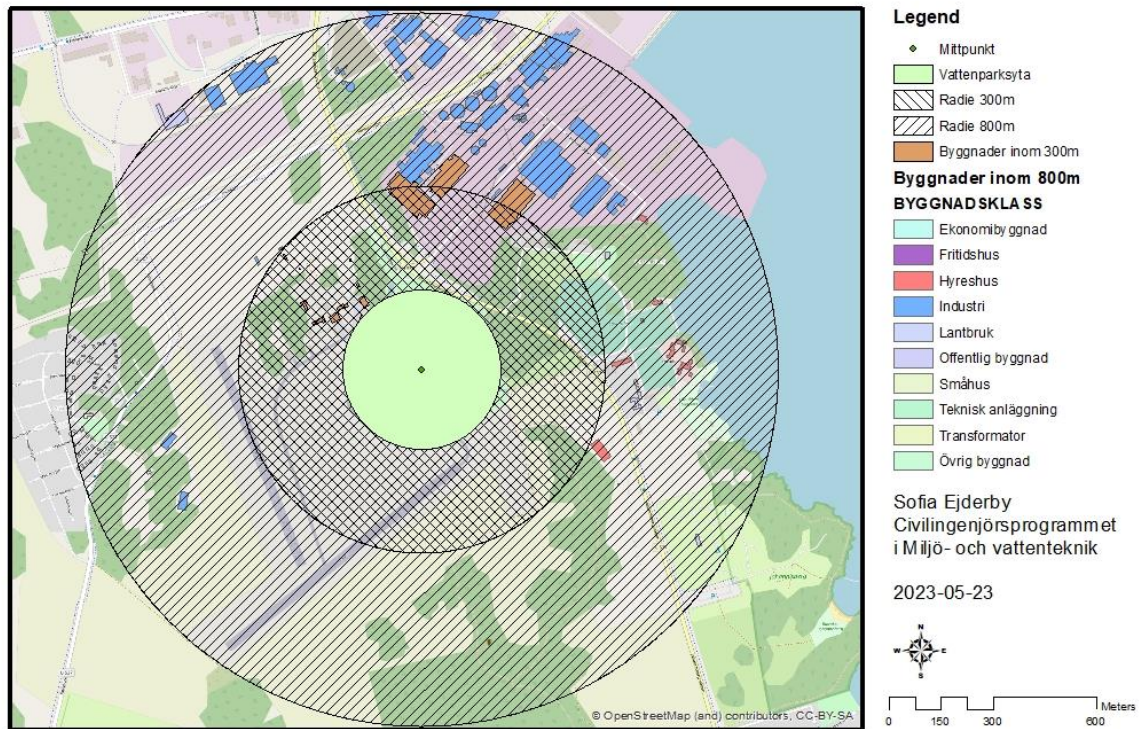 Legend
Mittpunkt
Vattenparksyta
Radie 300m
Radie 800m
Byggnader inom 300m
Byggnader inom 800m
BYGGNADSKLASS
Ekonomibyggnad
Fritidshus
Hyreshus
Industri
Lantbruk
Offentlig byggnad
Småhus
Teknisk anläggning
Transformator
Övrig byggnad
Sofia Ejderby
Civilingenjörsprogrammet
i Miljö- och vattenteknik
2023-05-23
N
W E
S
Meters
0 150 300 600
© OpenStreetMap (and) contributors, CC-BY-SA